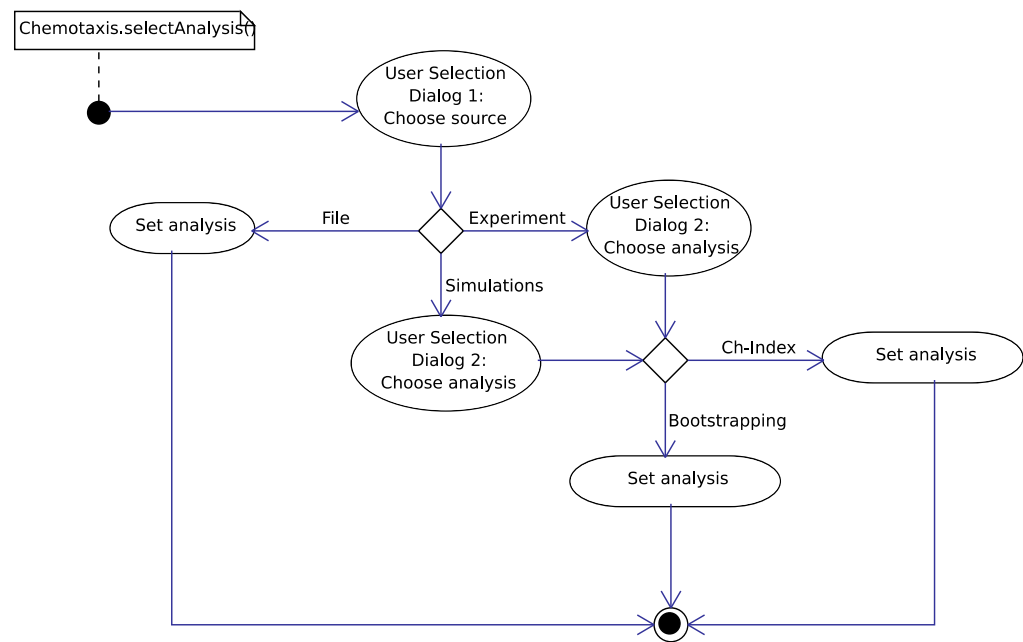 Chemotaxis.selectAnalysis()
User Selection
Dialog 1:
Choose source
Set analysis
File
Experiment
User Selection
Dialog 2:
Choose analysis
Simulations
User Selection
Dialog 2:
Choose analysis
Ch-Index
Set analysis
Bootstrapping
Set analysis